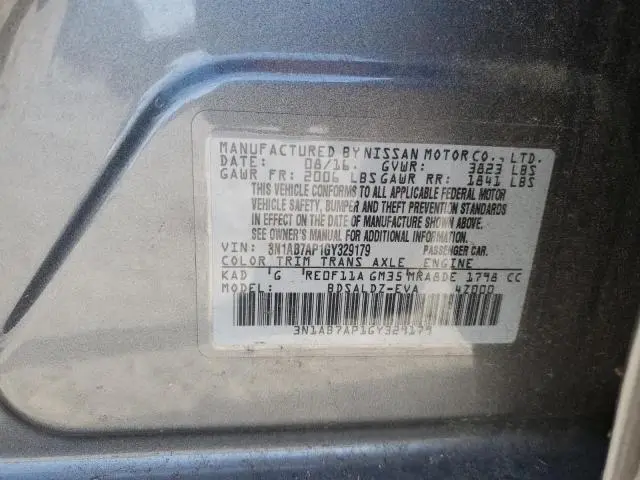 MANUFACTURED BY NISSAN MOTOR CO., LTD.
DATE: 08/16 GVWR: 3823 LBS
GAWR FR: 2006 LBS GAWR RR: 1841 LBS
THIS VEHICLE CONFORMS TO ALL APPLICABLE FEDERAL MOTOR
VEHICLE SAFETY, BUMPER AND THEFT PREVENTION STANDARDS
IN EFFECT ON THE DATE OF MANUFACTURE SHOWN ABOVE.
SEE OWNER'S MANUAL FOR ADDITIONAL INFORMATION.
VIN: 3N1AB7AP1GY329179 PASSENGER CAR.
COLOR TRIM TRANS AXLE ENGINE
KAD G RE0F11A GM35 MRA8DE 1798 CC
MODEL: BDSALDZ-EVA 4Z000
3N1AB7AP1GY329179